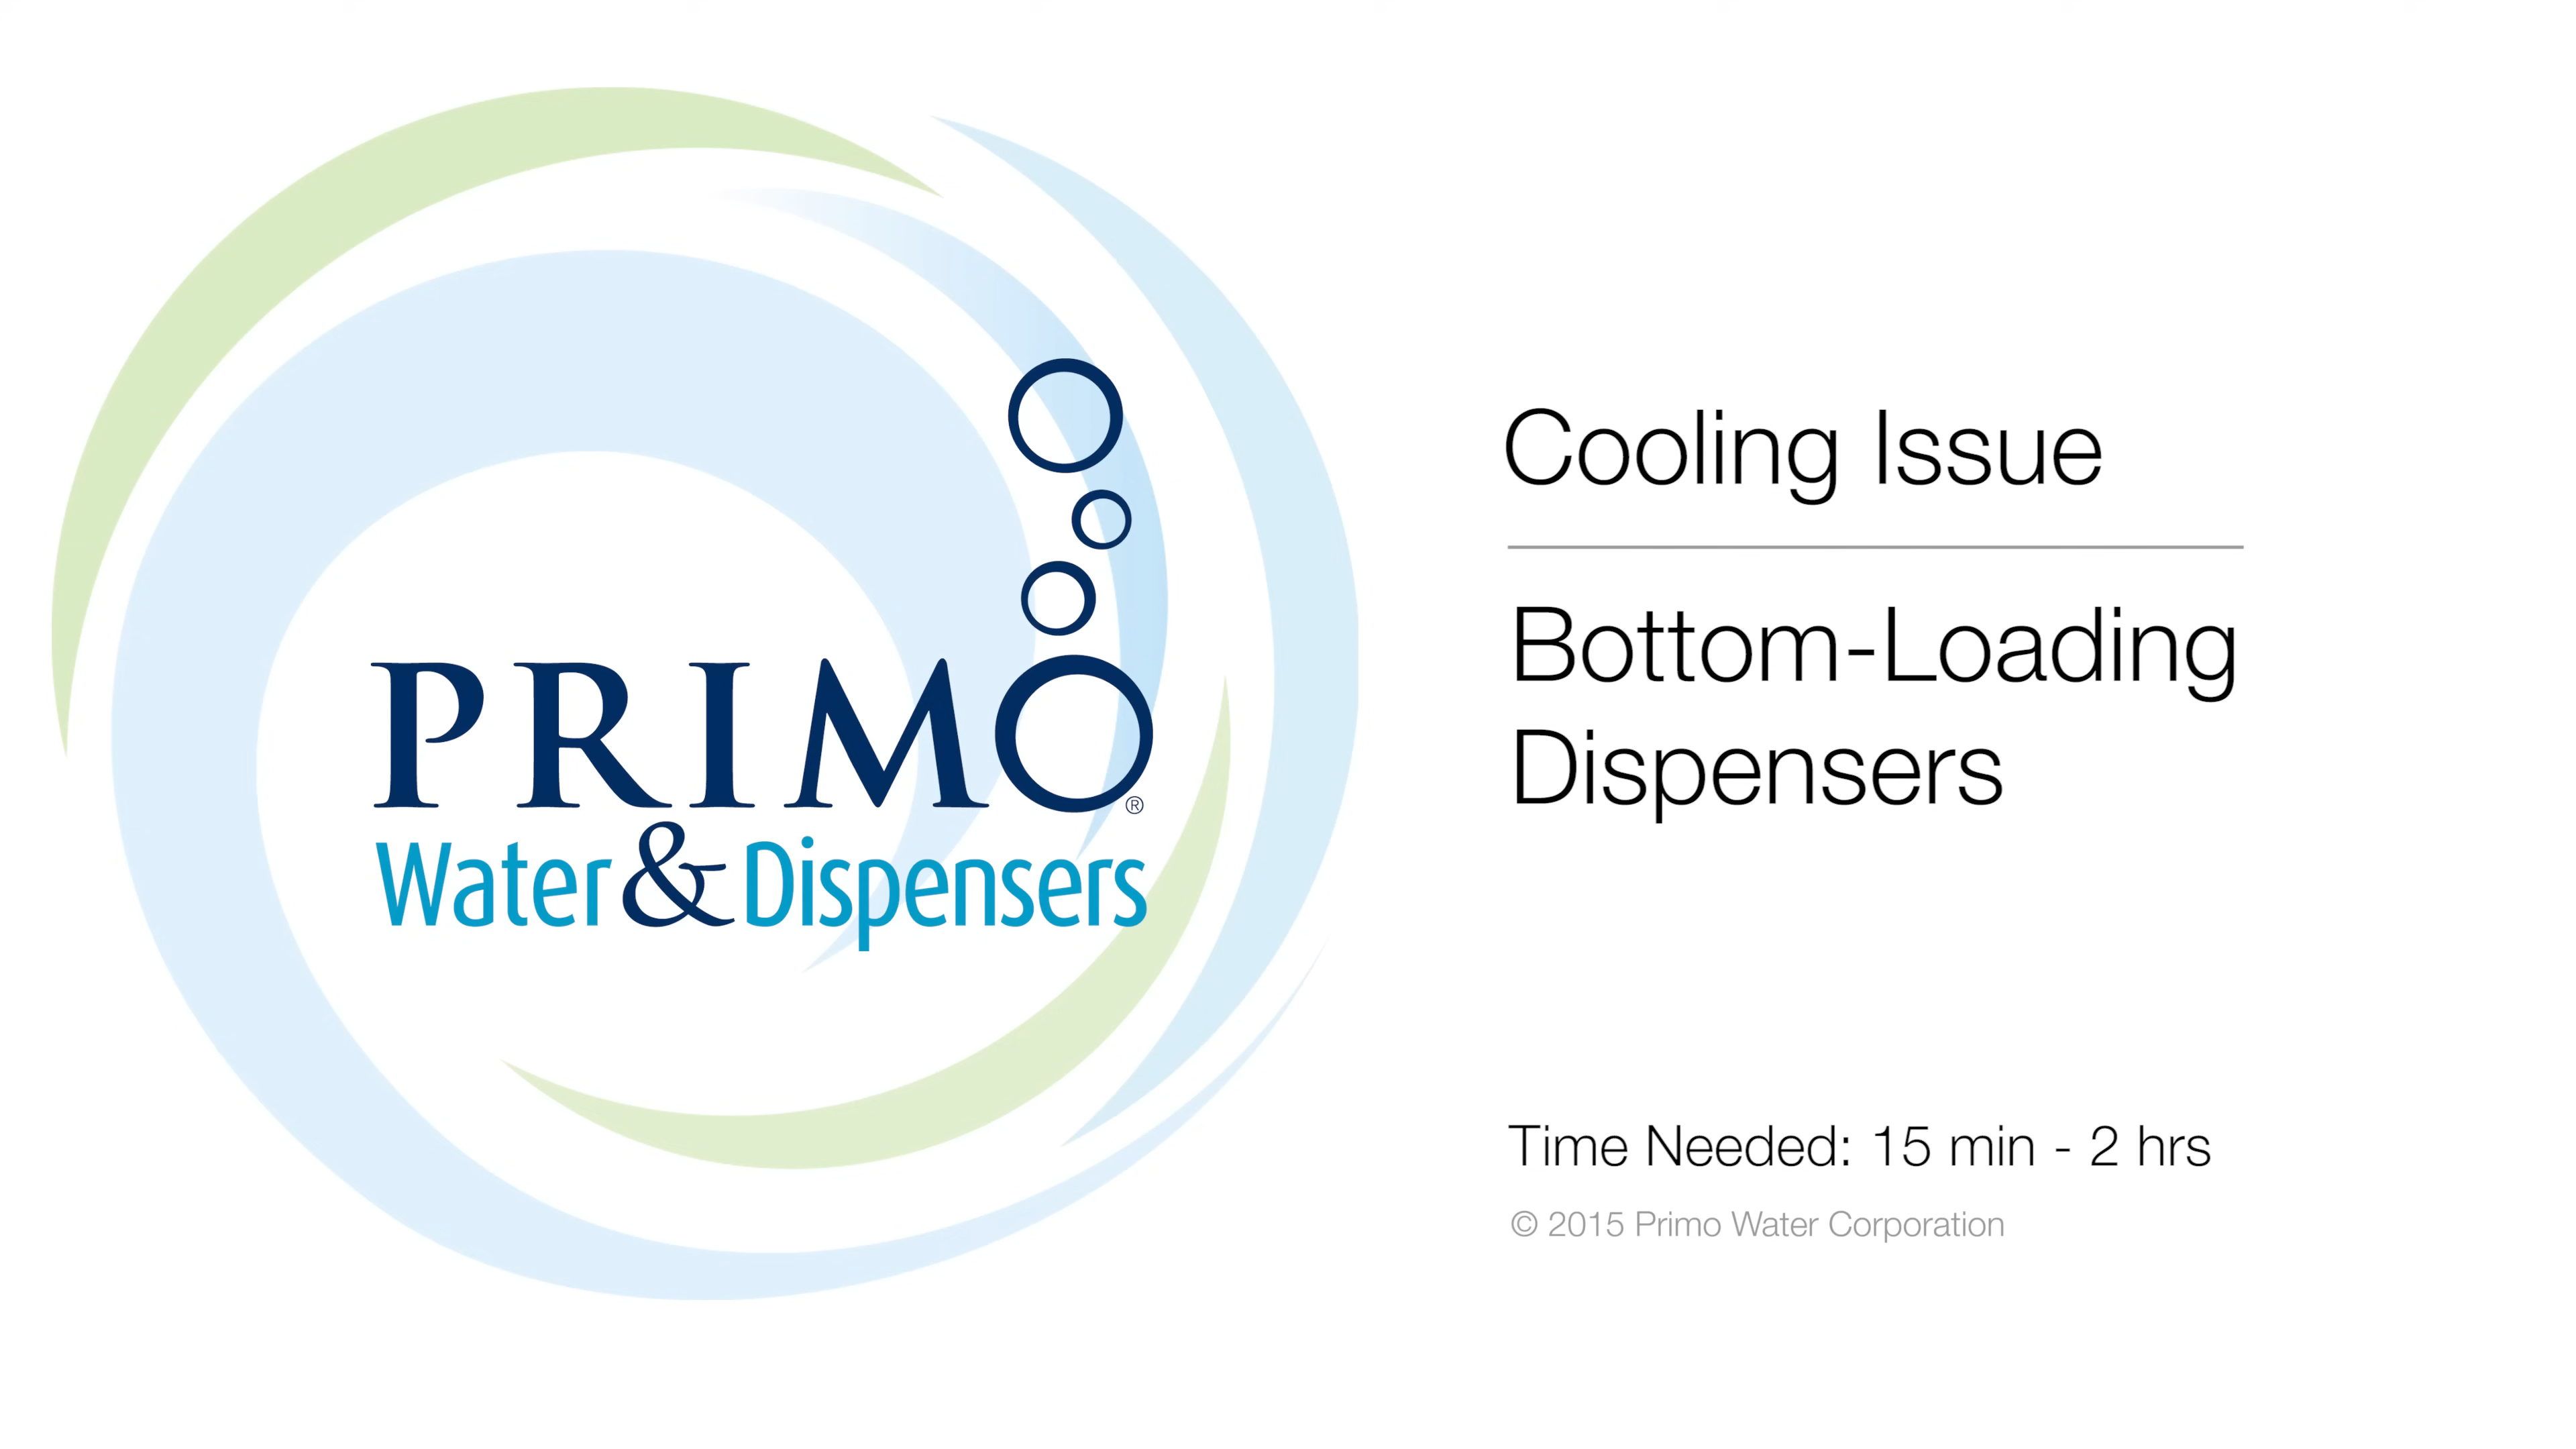 PRIMO®
Water & Dispensers
Cooling Issue
Bottom-Loading
Dispensers
Time Needed: 15 min - 2 hrs
© 2015 Primo Water Corporation